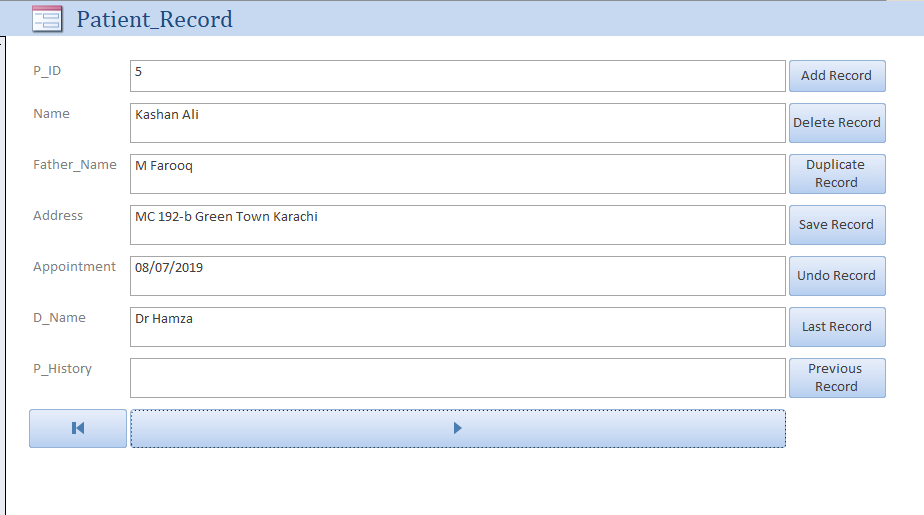 Patient_Record
P_ID
5
Add Record
Name
Kashan Ali
Delete Record
Father_Name
M Farooq
Duplicate
Record
Address
MC 192-b Green Town Karachi
Save Record
Appointment
08/07/2019
Undo Record
D_Name
Dr Hamza
Last Record
P_History
Previous
Record